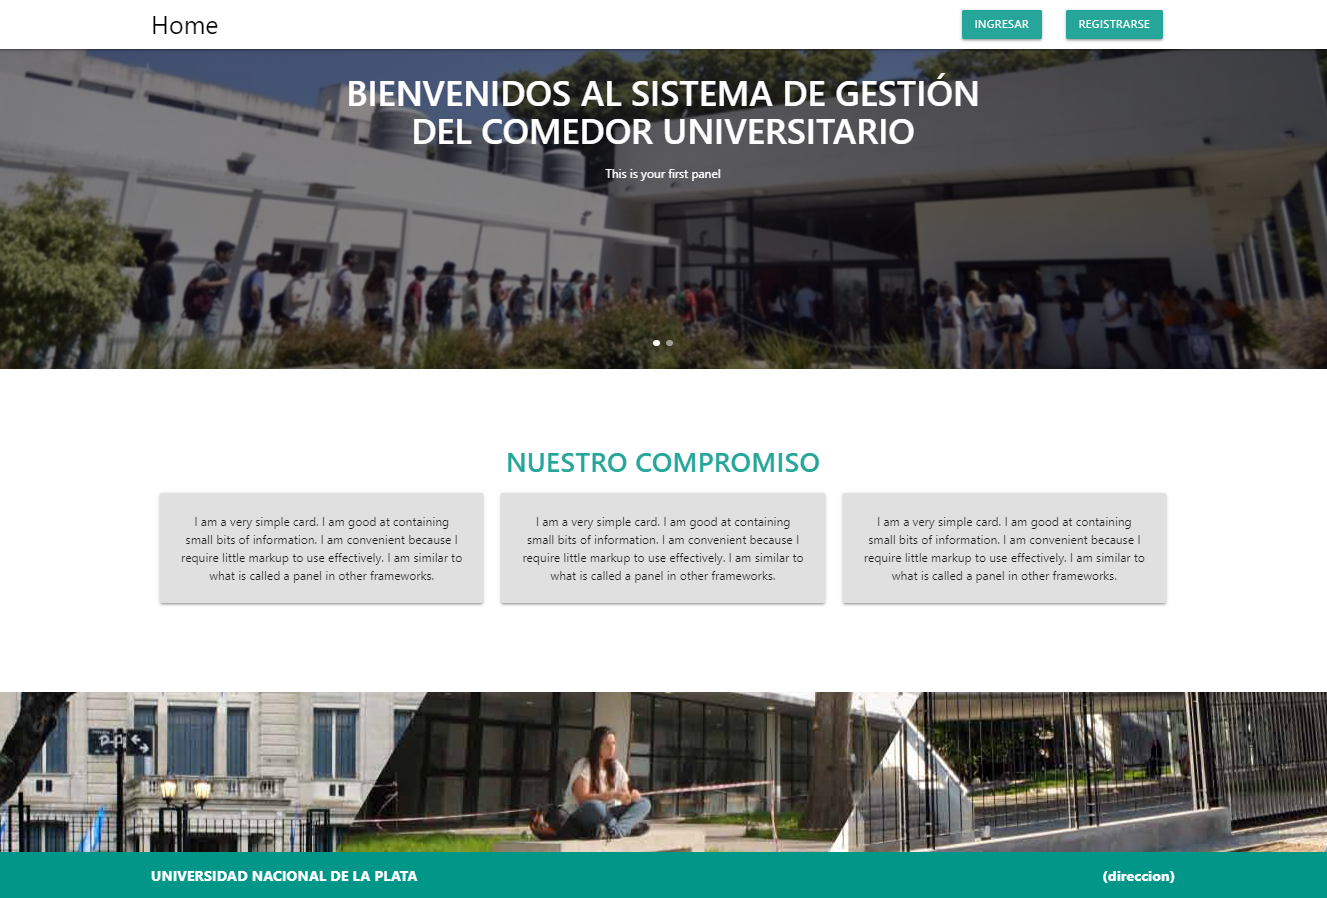 Home
INGRESAR
REGISTRARSE
BIENVENIDOS AL SISTEMA DE GESTIÓN
DEL COMEDOR UNIVERSITARIO
This is your first panel
NUESTRO COMPROMISO
I am a very simple card. I am good at containing
small bits of information. I am convenient because I
require little markup to use effectively. I am similar to
what is called a panel in other frameworks.
I am a very simple card. I am good at containing
small bits of information. I am convenient because I
require little markup to use effectively. I am similar to
what is called a panel in other frameworks.
I am a very simple card. I am good at containing
small bits of information. I am convenient because I
require little markup to use effectively. I am similar to
what is called a panel in other frameworks.
UNIVERSIDAD NACIONAL DE LA PLATA
(direccion)